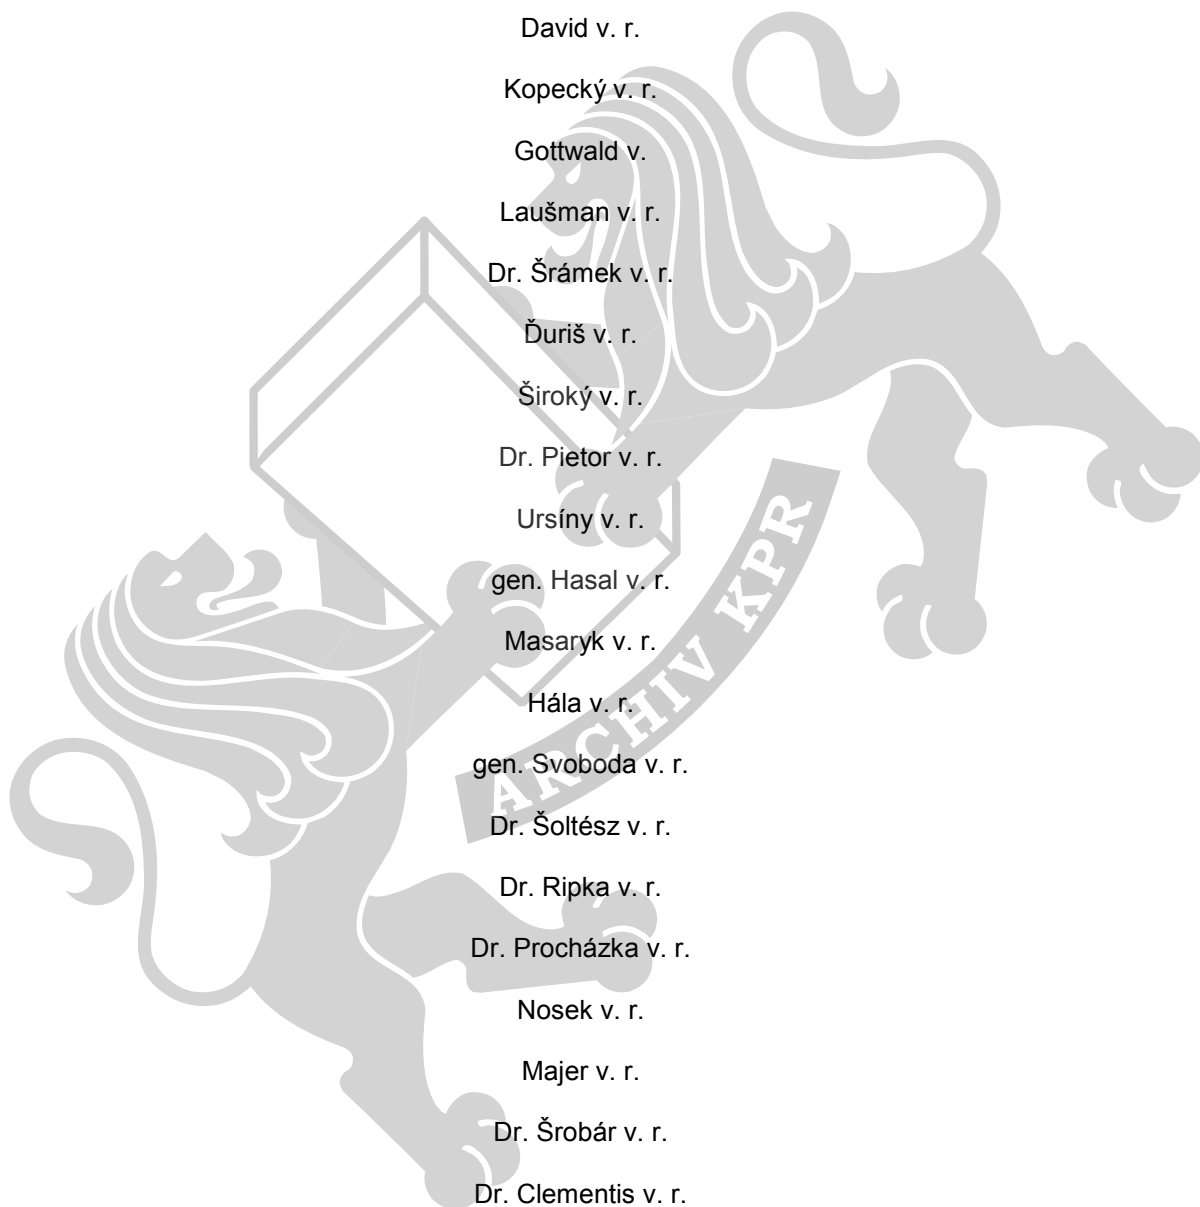 David v. r.
Kopecký v. r.
Gottwald v.
Laušman v. r.
Dr. Šrámek v. r.
Ďuriš v. r.
Široký v. r.
Dr. Pietor v. r.
Ursíny v. r.
gen. Hasal v. r.
Masaryk v. r.
Hála v. r.
gen. Svoboda v. r.
Dr. Šoltész v. r.
Dr. Ripka v. r.
Dr. Procházka v. r.
Nosek v. r.
Majer v. r.
Dr. Šrobár v. r.
Dr. Clementis v. r.
ARCHIV KPR